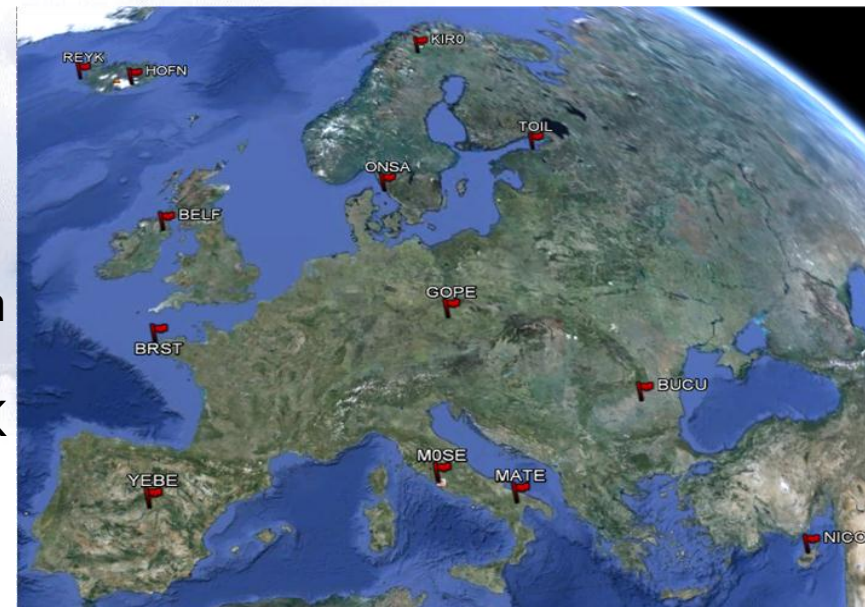 KIR0
REYK
HOFN
TOIL
ONSA
BELF
GOPE
BRST
BUCU
M0SE
YEBE
MATE
NICO